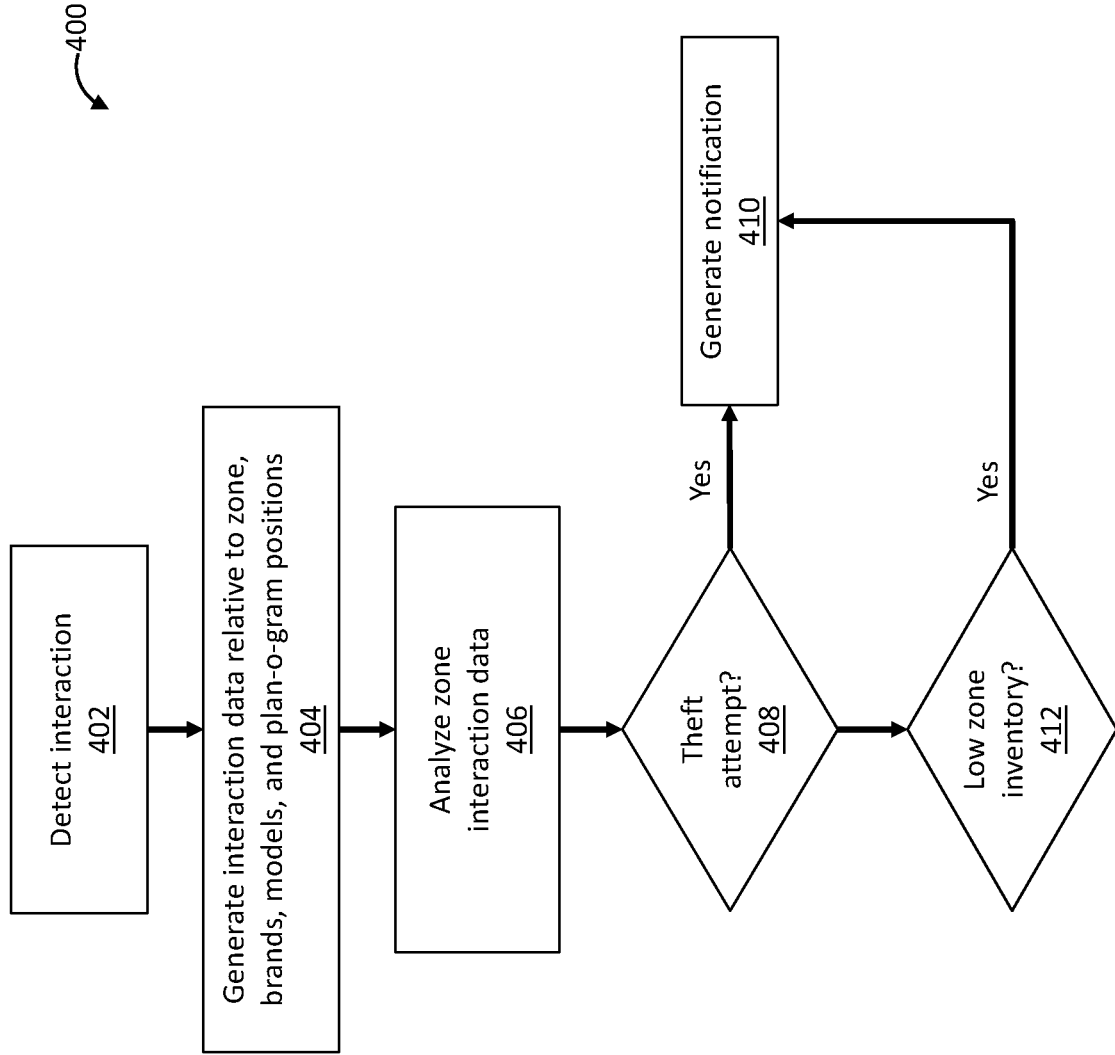 400
Detect interaction
402
Generate interaction data relative to zone,
brands, models, and plan-o-gram positions
404
Analyze zone
interaction data
406
Theft
attempt?
408
Yes
Generate notification
410
Low zone
inventory?
412
Yes